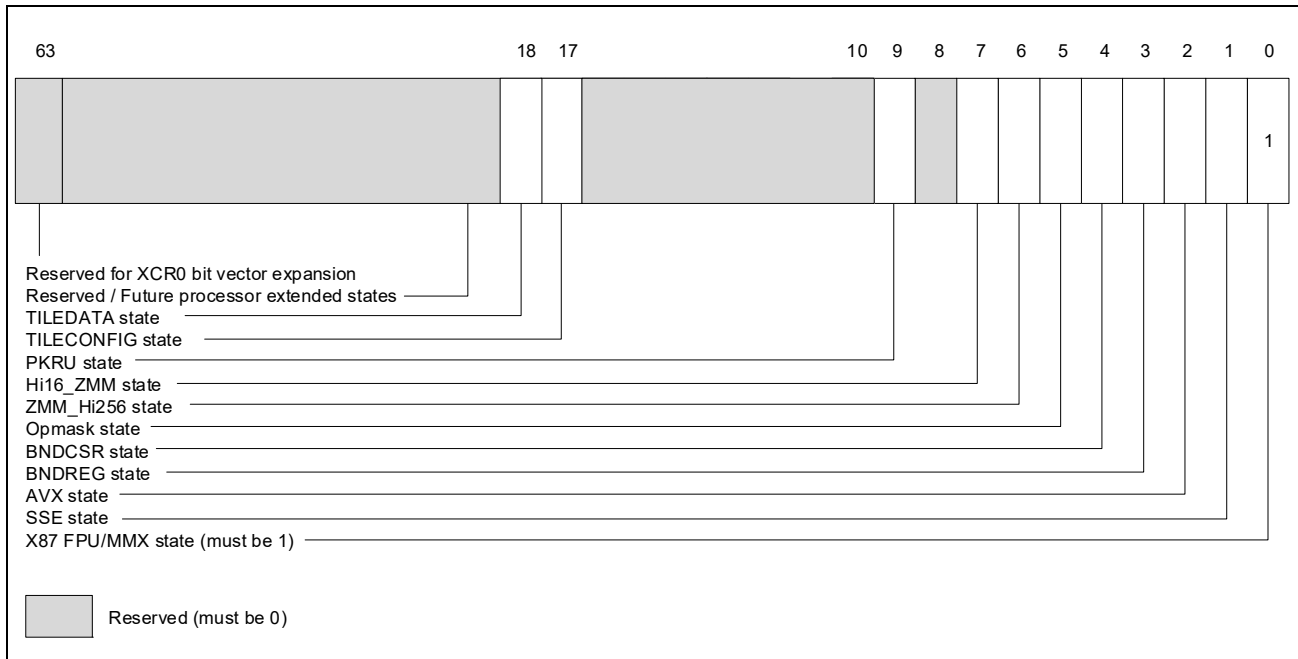 63 18 17 10 9 8 7 6 5 4 3 2 1 0
1
Reserved for XCR0 bit vector expansion
Reserved / Future processor extended states
TILEDATA state
TILECONFIG state
PKRU state
Hi16_ZMM state
ZMM_Hi256 state
Opmask state
BNDCSR state
BNDREG state
AVX state
SSE state
X87 FPU/MMX state (must be 1)
Reserved (must be 0)